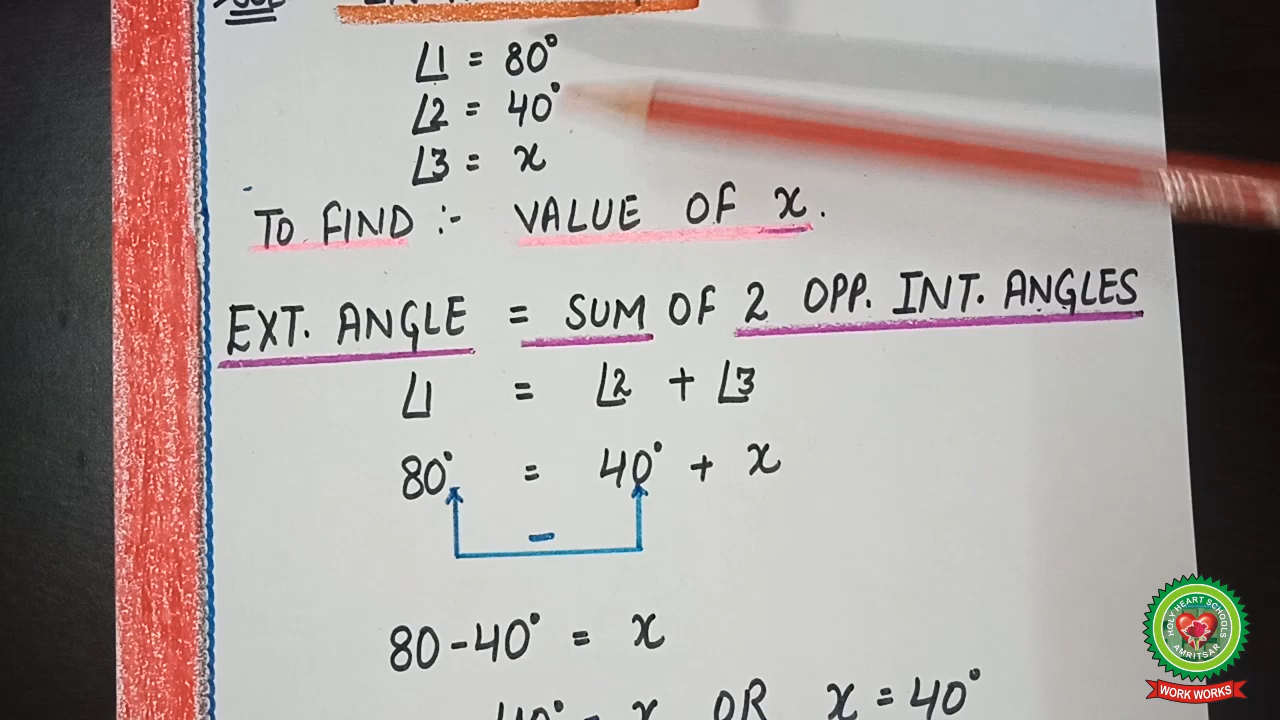 ∠1 = 80°
∠2 = 40°
∠3 = x
TO FIND :- VALUE OF x.
EXT. ANGLE = SUM OF 2 OPP. INT. ANGLES
∠1 = ∠2 + ∠3
80° = 40° + x
-
80-40° = x
40° = x OR x = 40°
HOLY HEART SCHOOLS
AMRITSAR
WORK WORKS